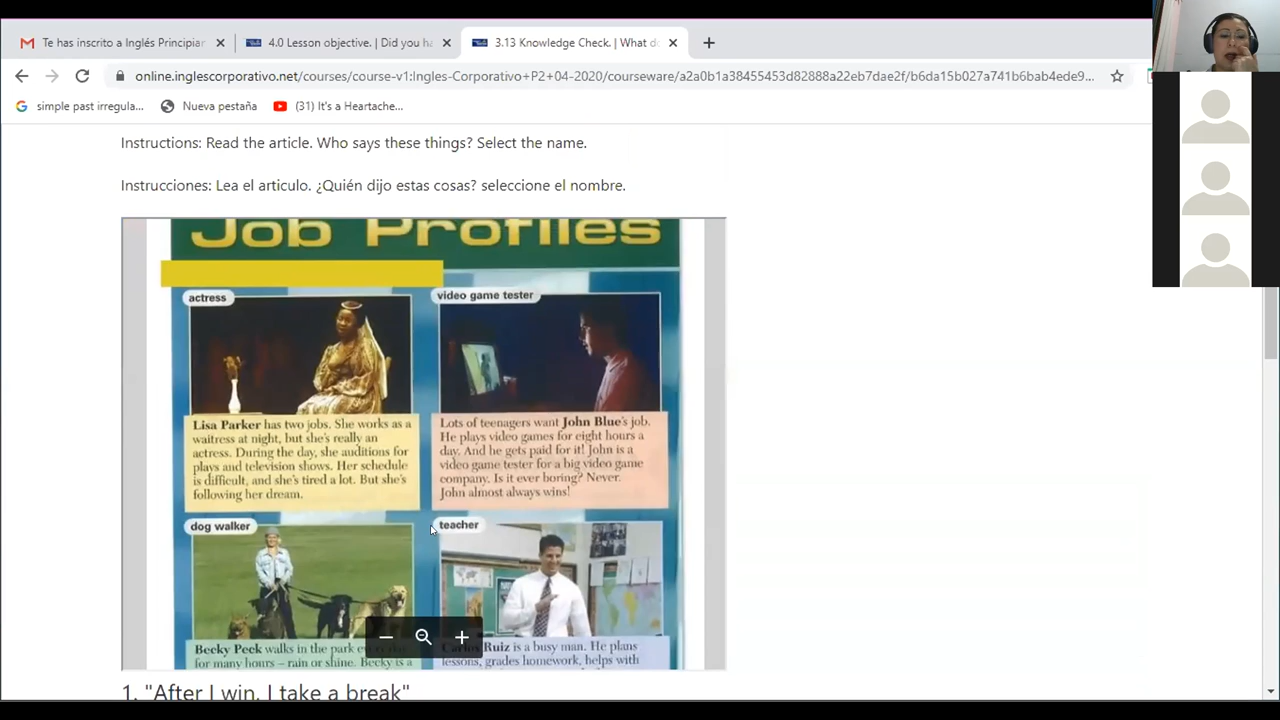 Te has inscrito a Inglés Principian
4.0 Lesson objective. | Did you ha
3.13 Knowledge Check. | What do
online.inglescorporativo.net/courses/course-v1:Ingles-Corporativo+P2+04-2020/courseware/a2a0b1a38455453d82888a22eb7dae2f/b6da15b027a741b6bab4ede9...
simple past irregula...
Nueva pestaña
(31) It's a Heartache...
Instructions: Read the article. Who says these things? Select the name.
Instrucciones: Lea el articulo. ¿Quién dijo estas cosas? seleccione el nombre.
Job Profiles
actress
Lisa Parker has two jobs. She works as a
waitress at night, but she's really an
actress. During the day, she auditions for
plays and television shows. Her schedule
is difficult, and she's tired a lot. But she's
following her dream.
video game tester
Lots of teenagers want John Blue's job.
He plays video games for eight hours a
day. And he gets paid for it! John is a
video game tester for a big video game
company. Is it ever boring? Never.
John almost always wins!
dog walker
Becky Peek walks in the park
for many hours – rain or shine. Becky is a
teacher
Ruiz is a busy man. He plans
lessons, grades homework, helps with
1. "After I win, I take a break"